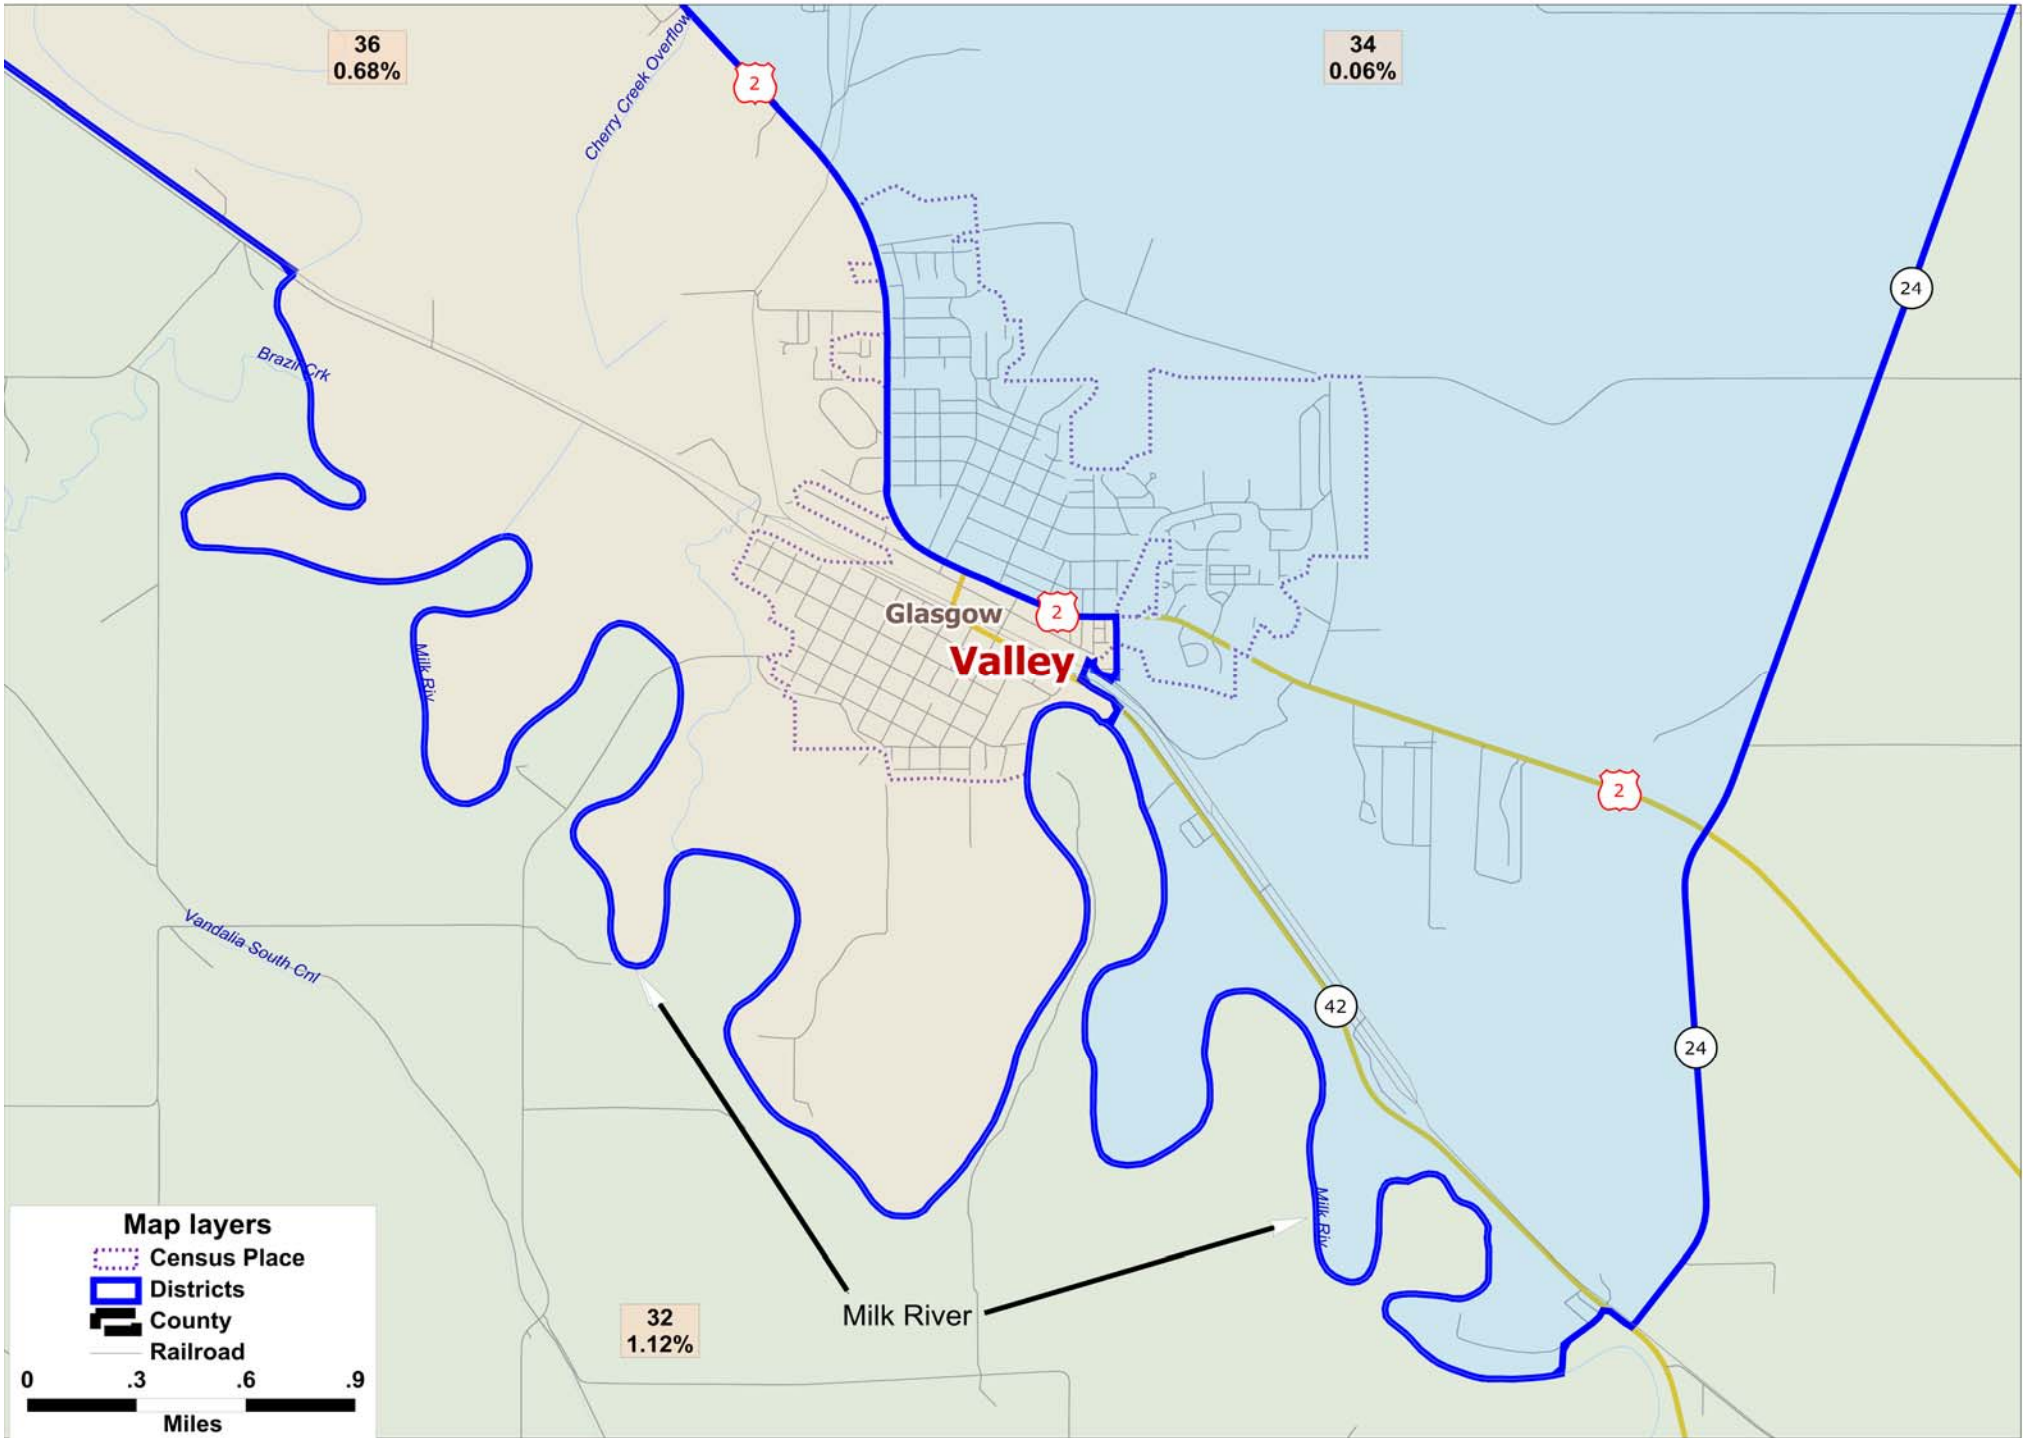 36
0.68%
34
0.06%
Cherry Creek Overflow
2
24
Brazil Crk
Glasgow
2
Valley
Milk Riv
2
Vandalia South Cnl
42
24
Milk Riv
Milk River
32
1.12%
Map layers
Census Place
Districts
County
Railroad
0 .3 .6 .9
Miles